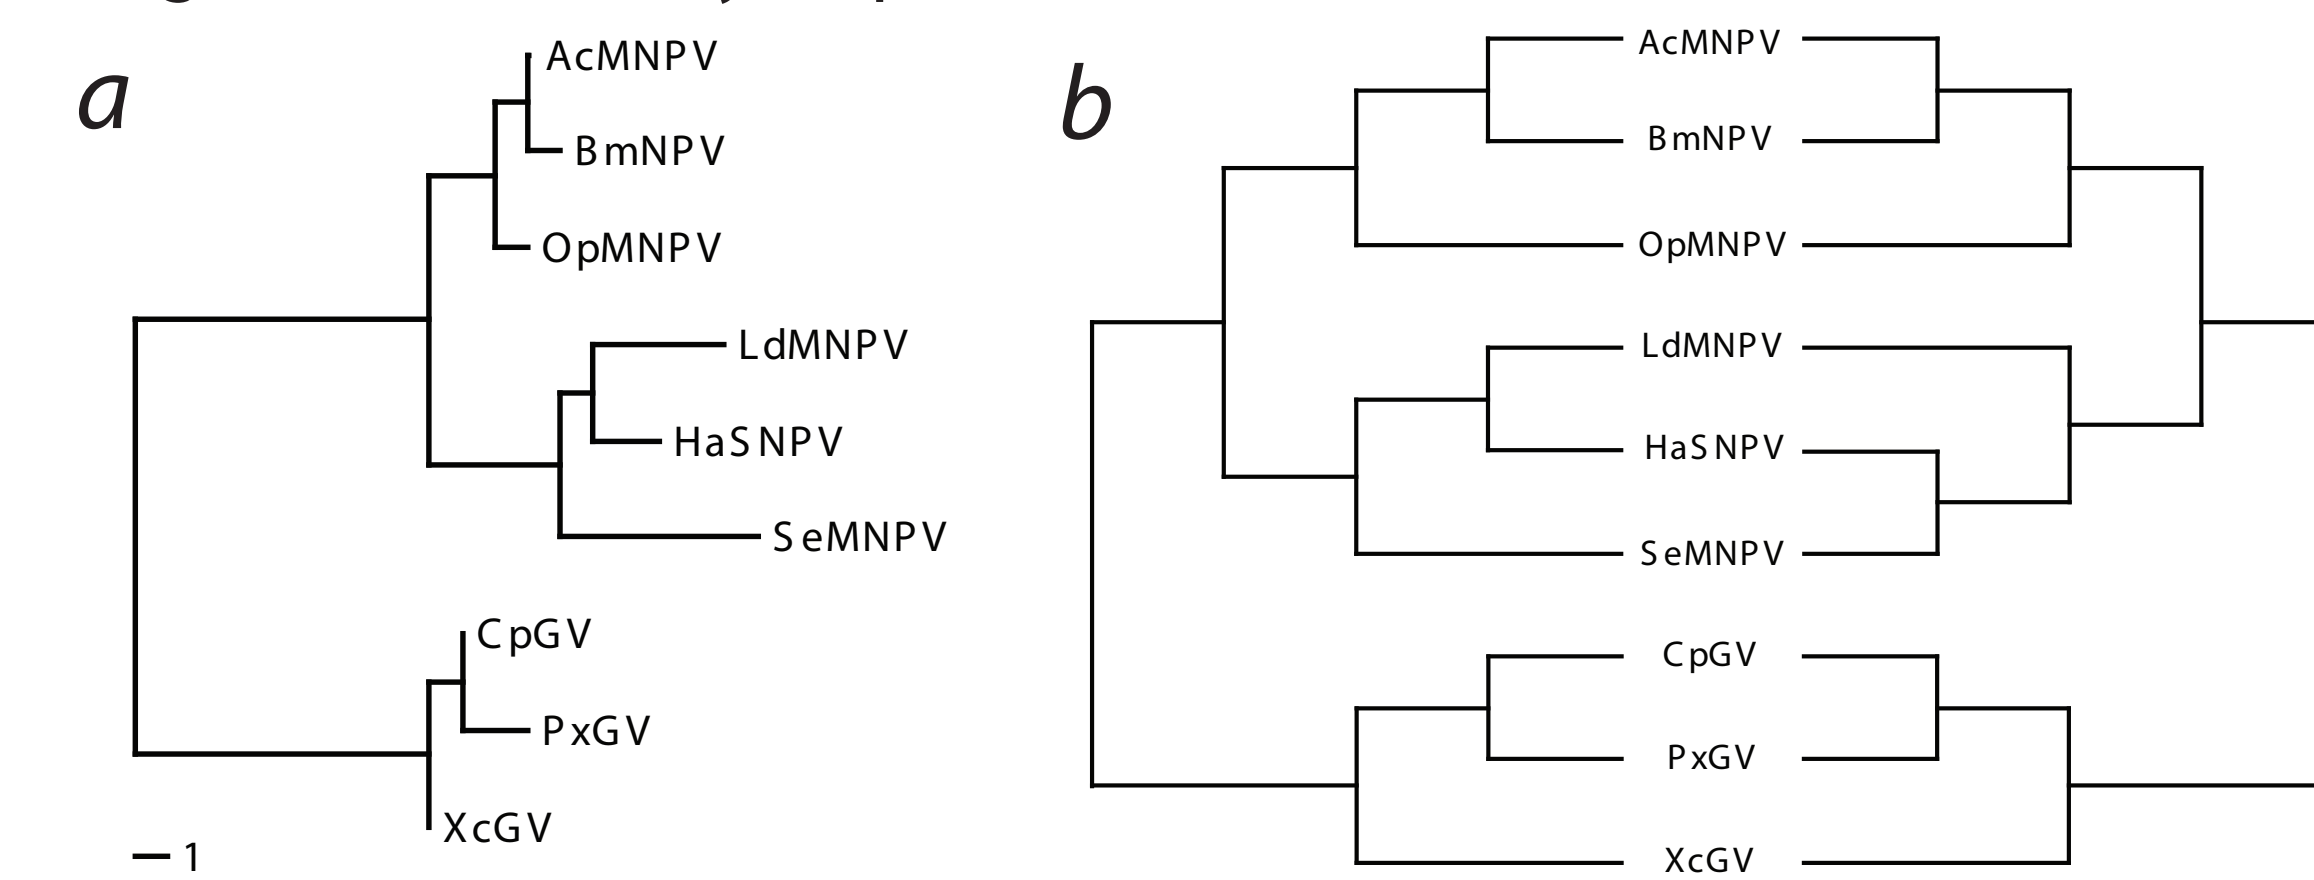 a
AcMNPV
BmNPV
OpMNPV
LdMNPV
HaSNPV
SeMNPV
CpGV
PxGV
XcGV
1
b
AcMNPV
BmNPV
OpMNPV
LdMNPV
HaSNPV
SeMNPV
CpGV
PxGV
XcGV